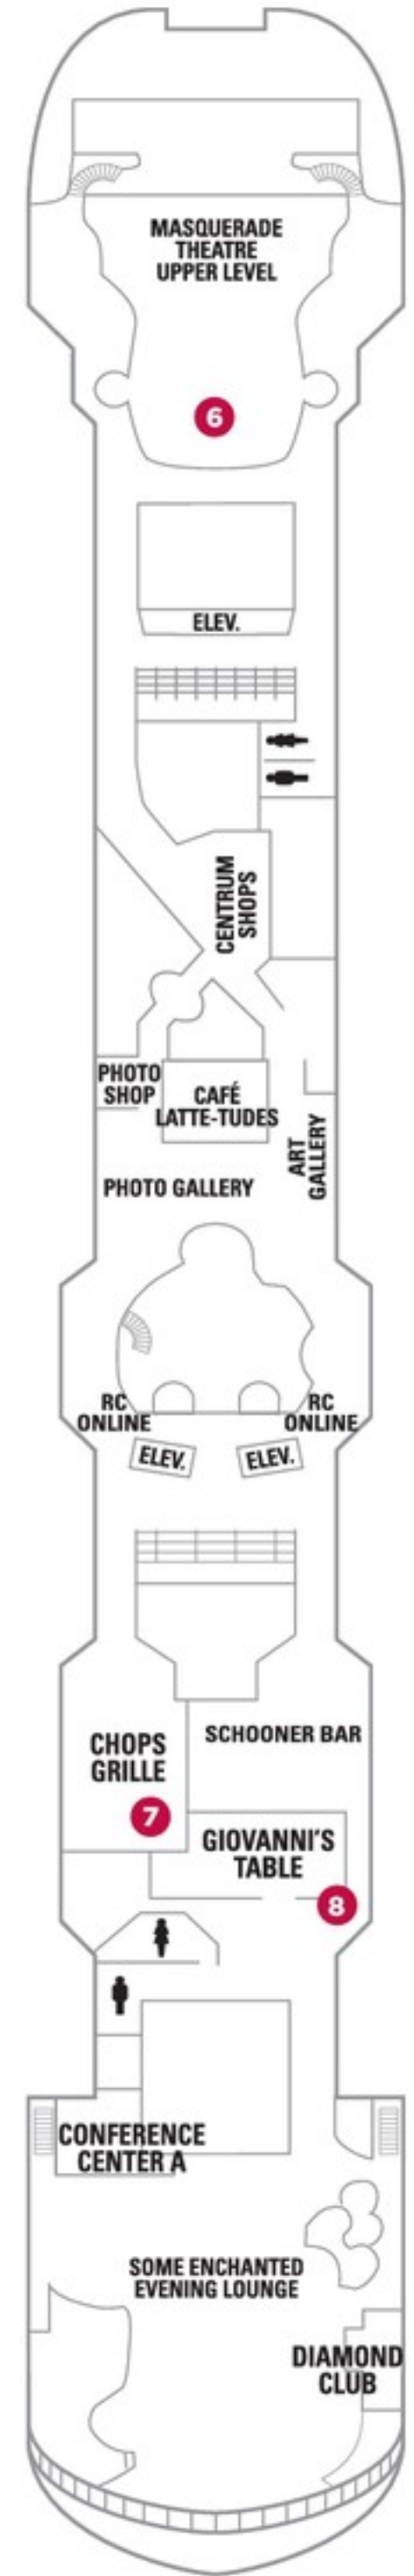 MASQUERADE
THEATRE
UPPER LEVEL
6
ELEV.
CENTRUM
SHOPS
PHOTO
SHOP
CAFÉ
LATTE-TUDES
ART
GALLERY
PHOTO GALLERY
RC
ONLINE
RC
ONLINE
ELEV.
ELEV.
SCHOONER BAR
CHOPS
GRILLE
7
GIOVANNI'S
TABLE
8
CONFERENCE
CENTER A
SOME ENCHANTED
EVENING LOUNGE
DIAMOND
CLUB